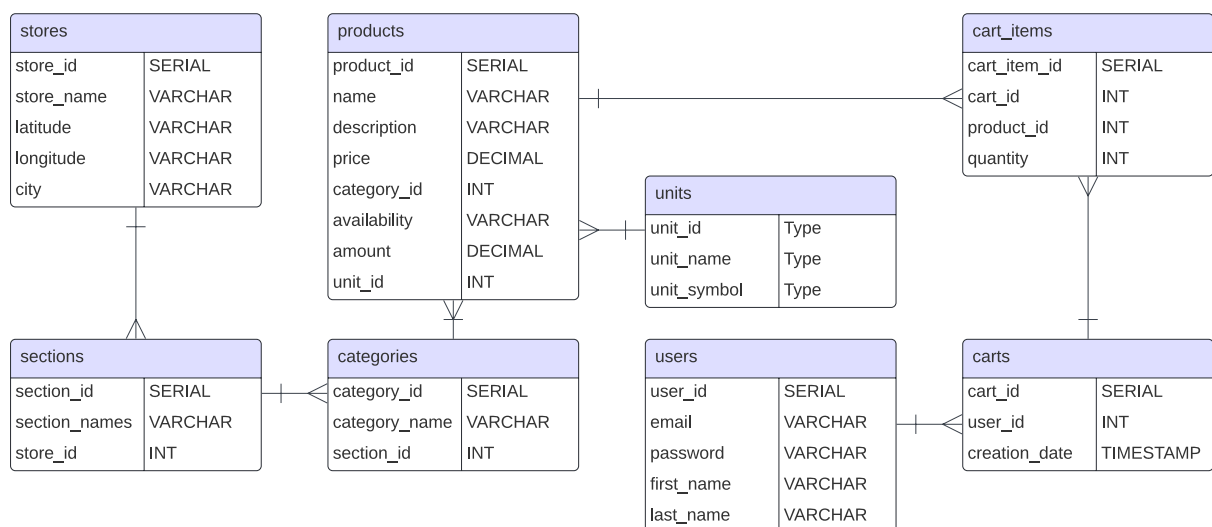 stores
store_id SERIAL
store_name VARCHAR
latitude VARCHAR
longitude VARCHAR
city VARCHAR
products
product_id SERIAL
name VARCHAR
description VARCHAR
price DECIMAL
category_id INT
availability VARCHAR
amount DECIMAL
unit_id INT
cart_items
cart_item_id SERIAL
cart_id INT
product_id INT
quantity INT
units
unit_id Type
unit_name Type
unit_symbol Type
sections
section_id SERIAL
section_names VARCHAR
store_id INT
categories
category_id SERIAL
category_name VARCHAR
section_id INT
users
user_id SERIAL
email VARCHAR
password VARCHAR
first_name VARCHAR
last_name VARCHAR
carts
cart_id SERIAL
user_id INT
creation_date TIMESTAMP